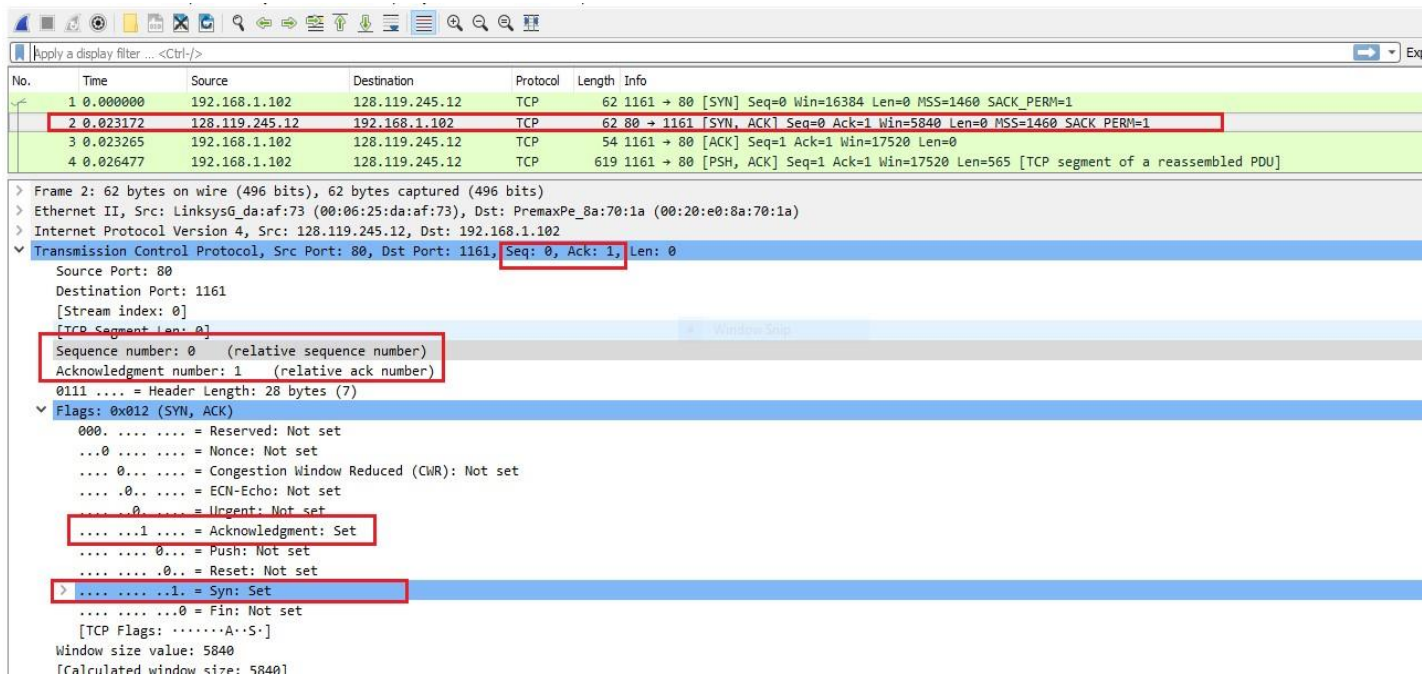 Apply a display filter ... <Ctrl-/> Exp
No. Time Source Destination Protocol Length Info
1 0.000000 192.168.1.102 128.119.245.12 TCP 62 1161 → 80 [SYN] Seq=0 Win=16384 Len=0 MSS=1460 SACK_PERM=1
2 0.023172 128.119.245.12 192.168.1.102 TCP 62 80 → 1161 [SYN, ACK] Seq=0 Ack=1 Win=5840 Len=0 MSS=1460 SACK_PERM=1
3 0.023265 192.168.1.102 128.119.245.12 TCP 54 1161 → 80 [ACK] Seq=1 Ack=1 Win=17520 Len=0
4 0.026477 192.168.1.102 128.119.245.12 TCP 619 1161 → 80 [PSH, ACK] Seq=1 Ack=1 Win=17520 Len=565 [TCP segment of a reassembled PDU]
> Frame 2: 62 bytes on wire (496 bits), 62 bytes captured (496 bits)
> Ethernet II, Src: LinksysG_da:af:73 (00:06:25:da:af:73), Dst: PremaxPe_8a:70:1a (00:20:e0:8a:70:1a)
> Internet Protocol Version 4, Src: 128.119.245.12, Dst: 192.168.1.102
Transmission Control Protocol, Src Port: 80, Dst Port: 1161, Seq: 0, Ack: 1, Len: 0
Source Port: 80
Destination Port: 1161
[Stream index: 0]
[TCP Segment Len: 0] Window Snip
Sequence number: 0 (relative sequence number)
Acknowledgment number: 1 (relative ack number)
0111 .... = Header Length: 28 bytes (7)
Flags: 0x012 (SYN, ACK)
000. .... .... = Reserved: Not set
...0 .... .... = Nonce: Not set
.... 0... .... = Congestion Window Reduced (CWR): Not set
.... .0.. .... = ECN-Echo: Not set
.... ..0. .... = Urgent: Not set
.... ...1 .... = Acknowledgment: Set
.... .... 0... = Push: Not set
.... .... .0.. = Reset: Not set
> .... .... ..1. = Syn: Set
.... .... ...0 = Fin: Not set
[TCP Flags: ·······A··S·]
Window size value: 5840
[Calculated window size: 5840]